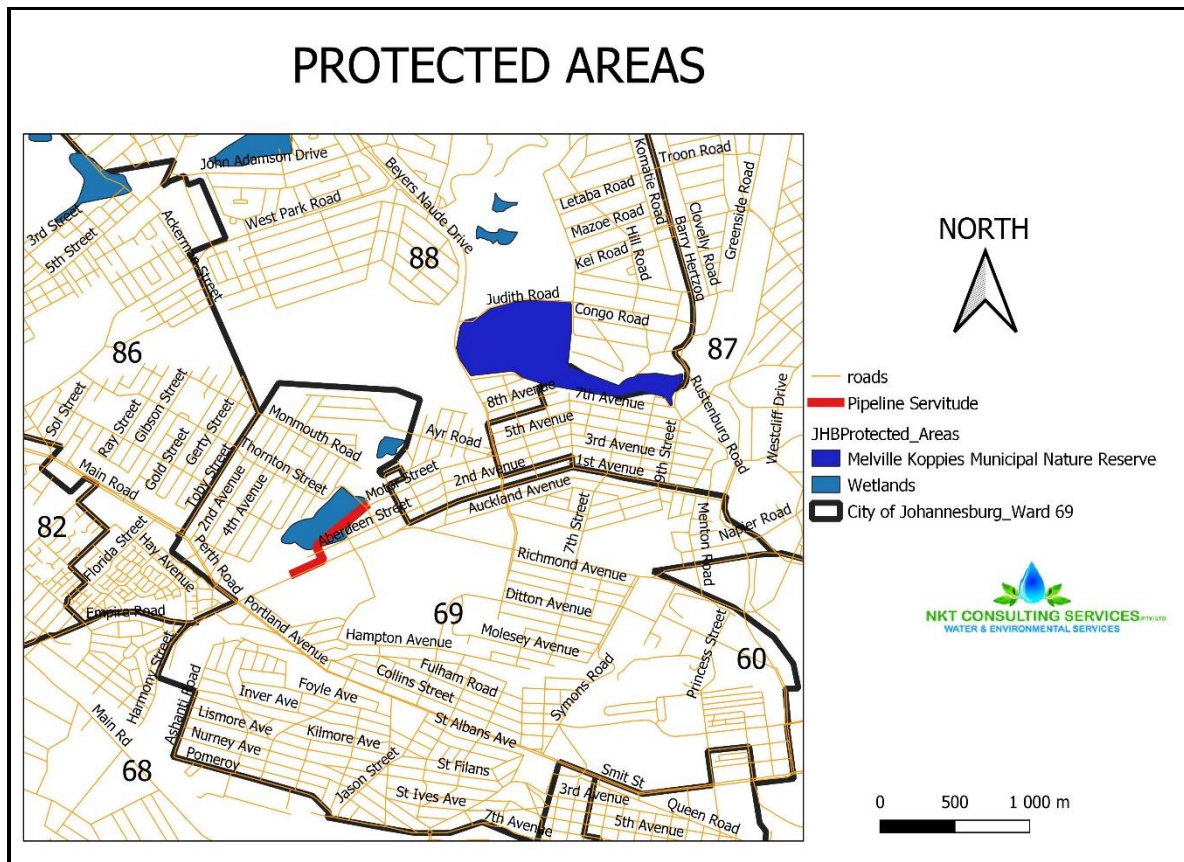 PROTECTED AREAS
John Adamson Drive
Beyers Naude Drive
Komatie Road
Troon Road
3rd Street
5th Street
Ackerman Street
West Park Road
Letaba Road
Mazoe Road
Kei Road
Hill Road
Clovelly Road
Barry Hertzog
Greenside Road
88
Judith Road
Congo Road
86
87
Sol Street
Ray Street
Gibson Street
Gold Street
Gerty Street
Toby Street
Monmouth Road
Thornton Street
2nd Avenue
4th Avenue
Ayr Road
8th Avenue
7th Avenue
5th Avenue
3rd Avenue
2nd Avenue
1st Avenue
9th Street
Rustenburg Road
Westcliff Drive
Main Road
Motor Street
Aberdeen Street
Auckland Avenue
7th Street
Menton Road
Napier Road
82
Florida Street
Hay Avenue
Perth Road
Richmond Avenue
Ditton Avenue
Empire Road
Portland Avenue
69
Hampton Avenue
Molesey Avenue
Princess Street
60
Harmony Street
Ashanti Road
Fulham Road
Collins Street
Symons Road
Foyle Ave
Inver Ave
Main Rd
Lismore Ave
Kilmore Ave
St Albans Ave
Nurney Ave
Pomeroy
68
Jason Street
St Filans
Smit St
St Ives Ave
3rd Avenue
Queen Road
7th Avenue
5th Avenue
NORTH
roads
Pipeline Servitude
JHBProtected_Areas
Melville Koppies Municipal Nature Reserve
Wetlands
City of Johannesburg_Ward 69
NKT CONSULTING SERVICES (PTY) LTD
WATER & ENVIRONMENTAL SERVICES
0 500 1 000 m